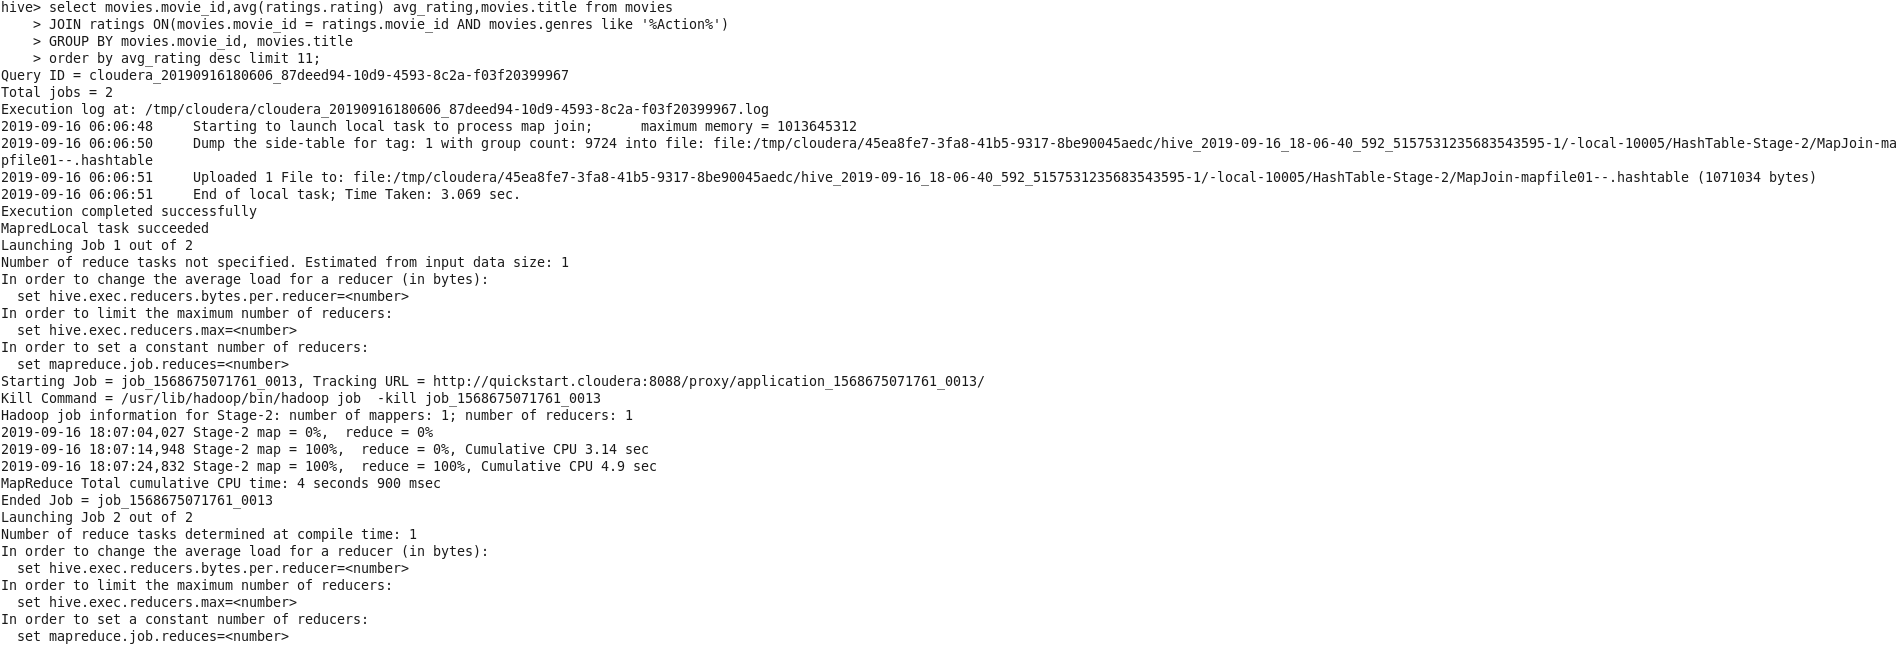 hive> select movies.movie_id,avg(ratings.rating) avg_rating,movies.title from movies
    > JOIN ratings ON(movies.movie_id = ratings.movie_id AND movies.genres like '%Action%')
    > GROUP BY movies.movie_id, movies.title
    > order by avg_rating desc limit 11;
Query ID = cloudera_20190916180606_87deed94-10d9-4593-8c2a-f03f20399967
Total jobs = 2
Execution log at: /tmp/cloudera/cloudera_20190916180606_87deed94-10d9-4593-8c2a-f03f20399967.log
2019-09-16 06:06:48     Starting to launch local task to process map join;      maximum memory = 1013645312
2019-09-16 06:06:50     Dump the side-table for tag: 1 with group count: 9724 into file: file:/tmp/cloudera/45ea8fe7-3fa8-41b5-9317-8be90045aedc/hive_2019-09-16_18-06-40_592_5157531235683543595-1/-local-10005/HashTable-Stage-2/MapJoin-ma
pfile01--.hashtable
2019-09-16 06:06:51     Uploaded 1 File to: file:/tmp/cloudera/45ea8fe7-3fa8-41b5-9317-8be90045aedc/hive_2019-09-16_18-06-40_592_5157531235683543595-1/-local-10005/HashTable-Stage-2/MapJoin-mapfile01--.hashtable (1071034 bytes)
2019-09-16 06:06:51     End of local task; Time Taken: 3.069 sec.
Execution completed successfully
MapredLocal task succeeded
Launching Job 1 out of 2
Number of reduce tasks not specified. Estimated from input data size: 1
In order to change the average load for a reducer (in bytes):
  set hive.exec.reducers.bytes.per.reducer=<number>
In order to limit the maximum number of reducers:
  set hive.exec.reducers.max=<number>
In order to set a constant number of reducers:
  set mapreduce.job.reduces=<number>
Starting Job = job_1568675071761_0013, Tracking URL = http://quickstart.cloudera:8088/proxy/application_1568675071761_0013/
Kill Command = /usr/lib/hadoop/bin/hadoop job  -kill job_1568675071761_0013
Hadoop job information for Stage-2: number of mappers: 1; number of reducers: 1
2019-09-16 18:07:04,027 Stage-2 map = 0%,  reduce = 0%
2019-09-16 18:07:14,948 Stage-2 map = 100%,  reduce = 0%, Cumulative CPU 3.14 sec
2019-09-16 18:07:24,832 Stage-2 map = 100%,  reduce = 100%, Cumulative CPU 4.9 sec
MapReduce Total cumulative CPU time: 4 seconds 900 msec
Ended Job = job_1568675071761_0013
Launching Job 2 out of 2
Number of reduce tasks determined at compile time: 1
In order to change the average load for a reducer (in bytes):
  set hive.exec.reducers.bytes.per.reducer=<number>
In order to limit the maximum number of reducers:
  set hive.exec.reducers.max=<number>
In order to set a constant number of reducers:
  set mapreduce.job.reduces=<number>